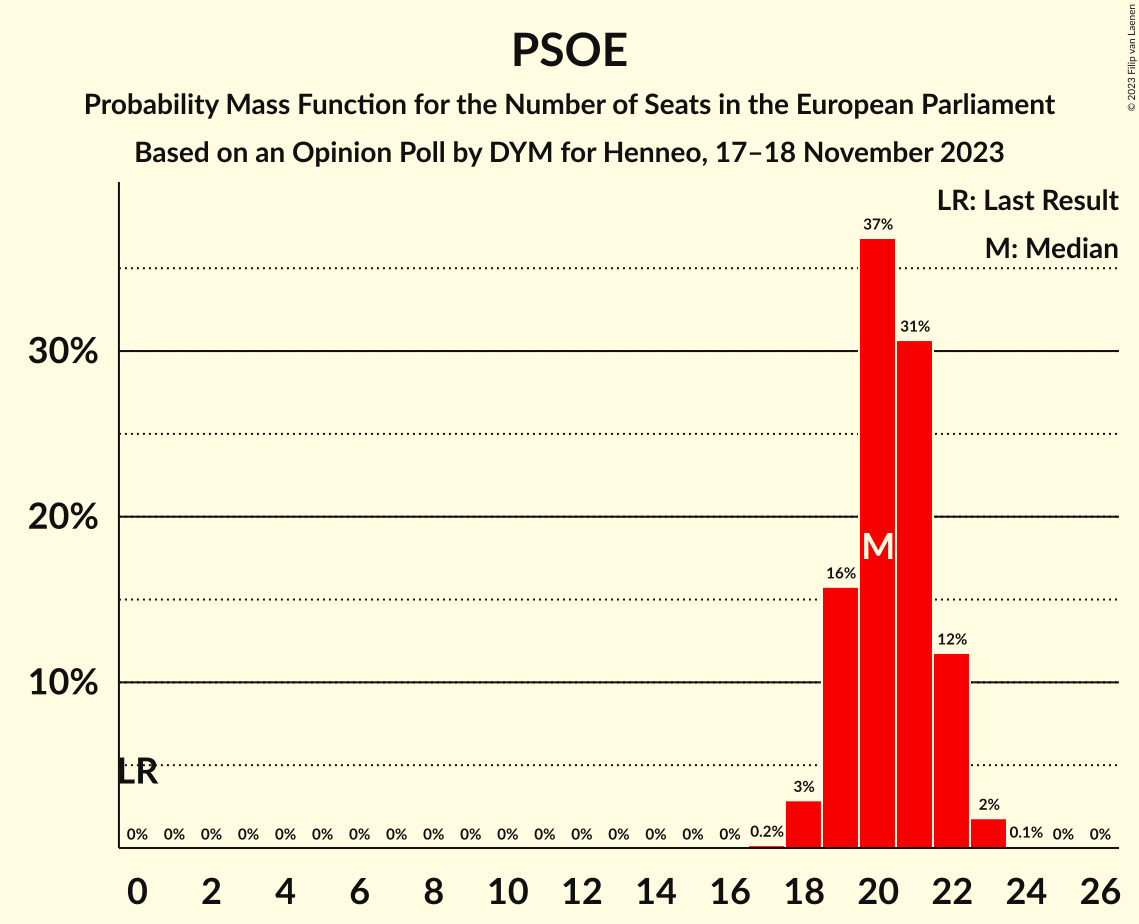 PSOE
Probability Mass Function for the Number of Seats in the European Parliament
Based on an Opinion Poll by DYM for Henneo, 17–18 November 2023
© 2023 Filip van Laenen
LR: Last Result
M: Median
30%
20%
10%
LR
M
0% 0% 0% 0% 0% 0% 0% 0% 0% 0% 0% 0% 0% 0% 0% 0% 0% 0.2% 3% 16% 37% 31% 12% 2% 0.1% 0% 0%
0 2 4 6 8 10 12 14 16 18 20 22 24 26